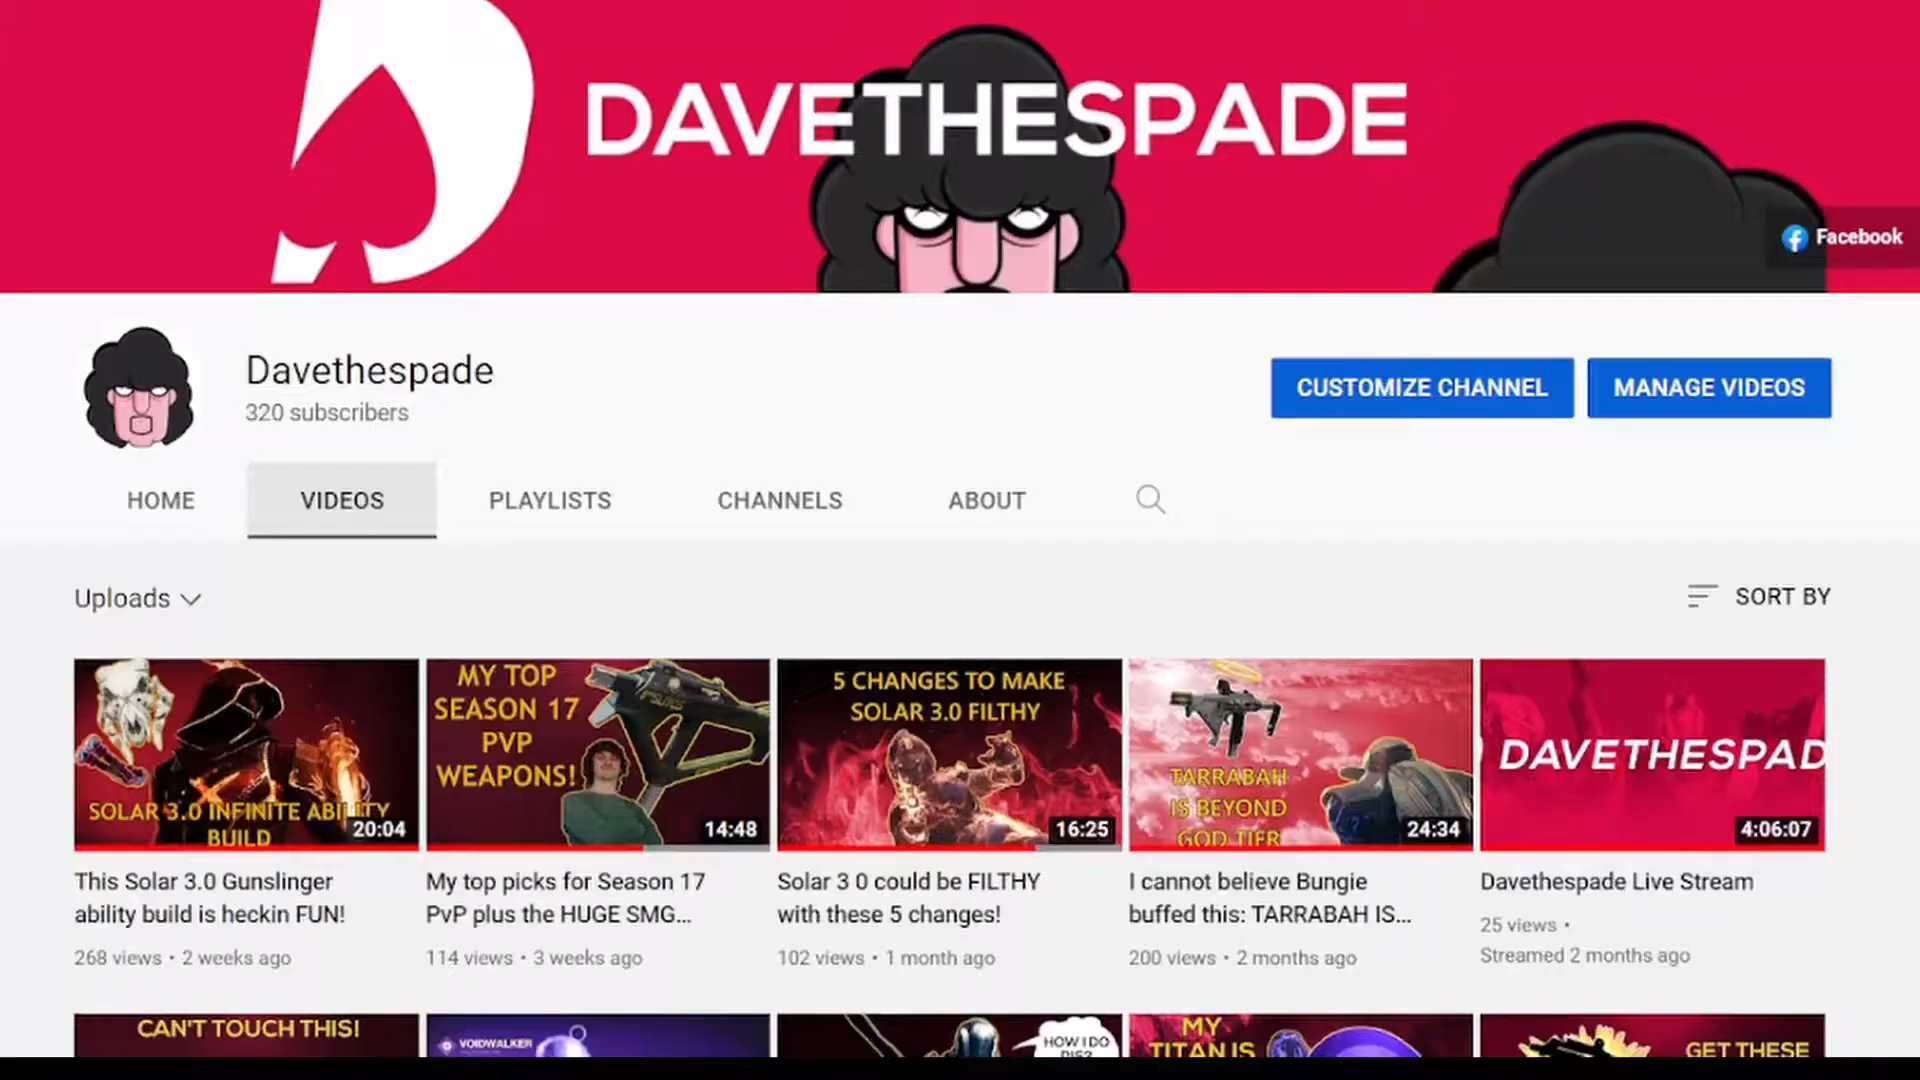 DAVETHESPADE
Facebook
Davethespade
320 subscribers
CUSTOMIZE CHANNEL
MANAGE VIDEOS
HOME
VIDEOS
PLAYLISTS
CHANNELS
ABOUT
Uploads
SORT BY
SOLAR 3.0 INFINITE ABILITY
BUILD
20:04
MY TOP
SEASON 17
PVP
WEAPONS!
14:48
5 CHANGES TO MAKE
SOLAR 3.0 FILTHY
16:25
TARRABAH
IS BEYOND
GOD TIER
24:34
DAVETHESPAD
4:06:07
This Solar 3.0 Gunslinger
ability build is heckin FUN!
268 views • 2 weeks ago
My top picks for Season 17
PvP plus the HUGE SMG...
114 views • 3 weeks ago
Solar 3 0 could be FILTHY
with these 5 changes!
102 views • 1 month ago
I cannot believe Bungie
buffed this: TARRABAH IS...
200 views • 2 months ago
Davethespade Live Stream
25 views •
Streamed 2 months ago
CAN'T TOUCH THIS!
VOIDWALKER
HOW I DO
DIS?
MY
TITAN IS
GET THESE